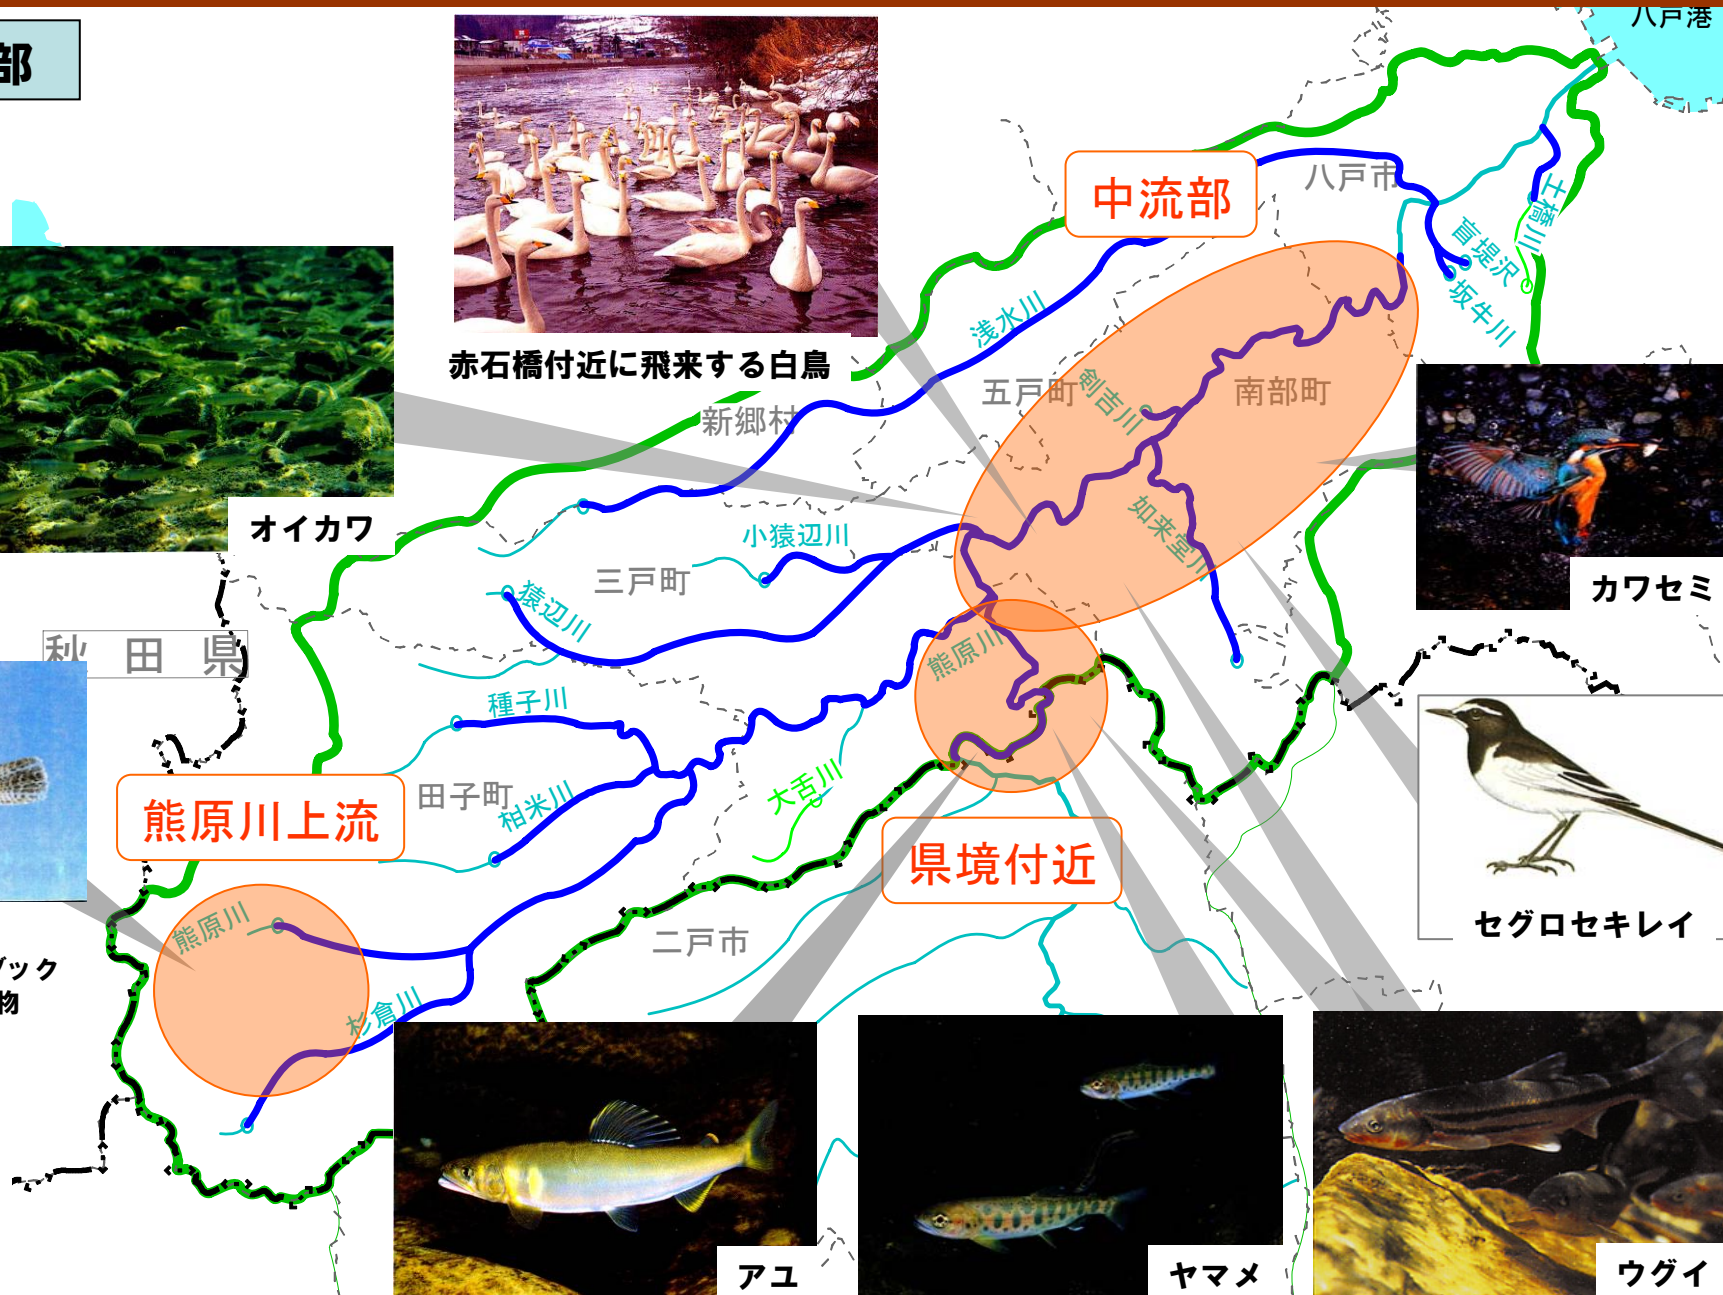 八戸港
部
中流部
八戸市
土橋川
盲堤沢
坂牛川
浅水川
赤石橋付近に飛来する白鳥
五戸町
剣吉川
南部町
新郷村
オイカワ
小猿辺川
如来堂川
三戸町
猿辺川
カワセミ
秋田県
熊原川
種子川
田子町
相米川
大舌川
熊原川上流
県境付近
熊原川
二戸市
セグロセキレイ
ブック
物
杉倉川
アユ
ヤマメ
ウグイ